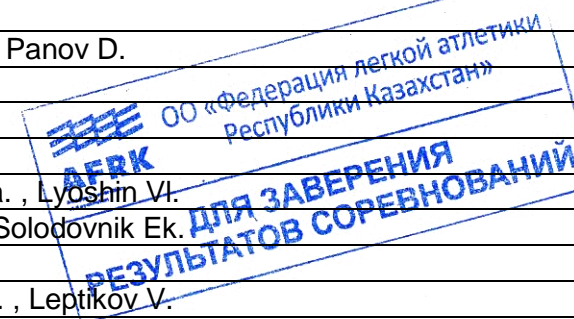 Panov D.
ОО «Федерация легкой атлетики
Республики Казахстан»
AFRK
ДЛЯ ЗАВЕРЕНИЯ
РЕЗУЛЬТАТОВ СОРЕВНОВАНИЙ
, Lyoshin Vl.
Solodovnik Ek.
. , Leptikov V.